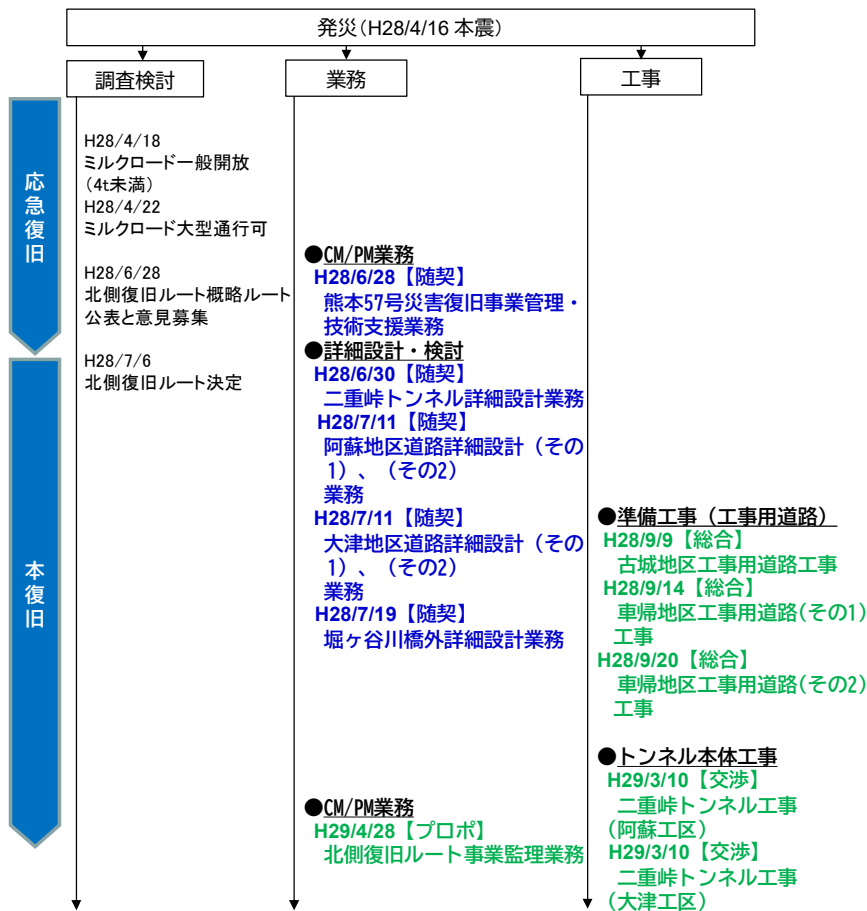 発災(H28/4/16 本震)
調査検討
業務
工事
応急復旧
本復旧
H28/4/18
ミルクロード一般開放
(4t未満)
H28/4/22
ミルクロード大型通行可
H28/6/28
北側復旧ルート概略ルート
公表と意見募集
H28/7/6
北側復旧ルート決定
●CM/PM業務
H28/6/28【随契】
熊本57号災害復旧事業管理・
技術支援業務
●詳細設計・検討
H28/6/30【随契】
二重峠トンネル詳細設計業務
H28/7/11【随契】
阿蘇地区道路詳細設計（その
1）、（その2）
業務
H28/7/11【随契】
大津地区道路詳細設計（その
1）、（その2）
業務
H28/7/19【随契】
堀ヶ谷川橋外詳細設計業務
●CM/PM業務
H29/4/28【プロポ】
北側復旧ルート事業監理業務
●準備工事（工事用道路）
H28/9/9【総合】
古城地区工事用道路工事
H28/9/14【総合】
車帰地区工事用道路(その1)
工事
H28/9/20【総合】
車帰地区工事用道路(その2)
工事
●トンネル本体工事
H29/3/10【交渉】
二重峠トンネル工事
（阿蘇工区）
H29/3/10【交渉】
二重峠トンネル工事
（大津工区）